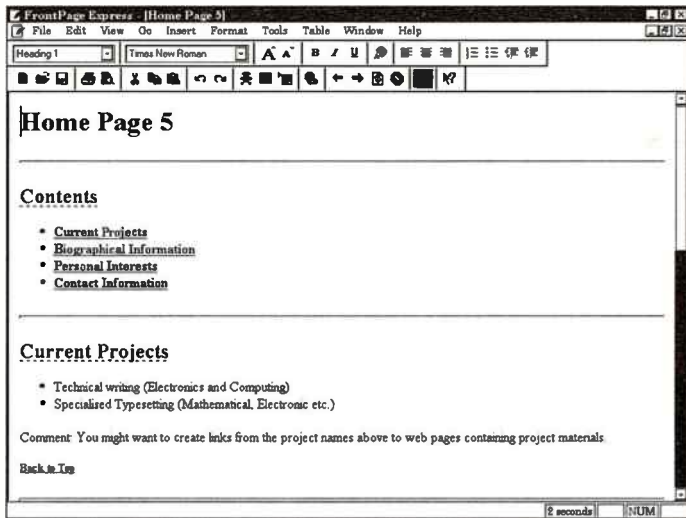 FrontPage Express - [Home Page 5]
File Edit View Go Insert Format Tools Table Window Help
Heading 1 Times New Roman A A B I U
Home Page 5
Contents
• Current Projects
• Biographical Information
• Personal Interests
• Contact Information
Current Projects
• Technical writing (Electronics and Computing)
• Specialised Typesetting (Mathematical, Electronic etc.)
Comment: You might want to create links from the project names above to web pages containing project materials.
Back to Top
2 seconds NUM